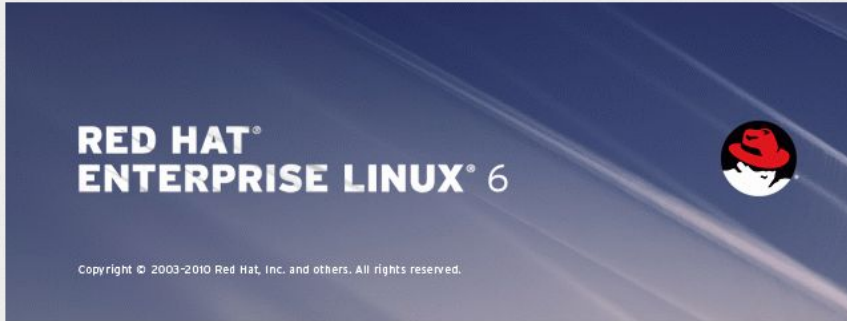 RED HAT®
ENTERPRISE LINUX® 6
Copyright © 2003-2010 Red Hat, Inc. and others. All rights reserved.